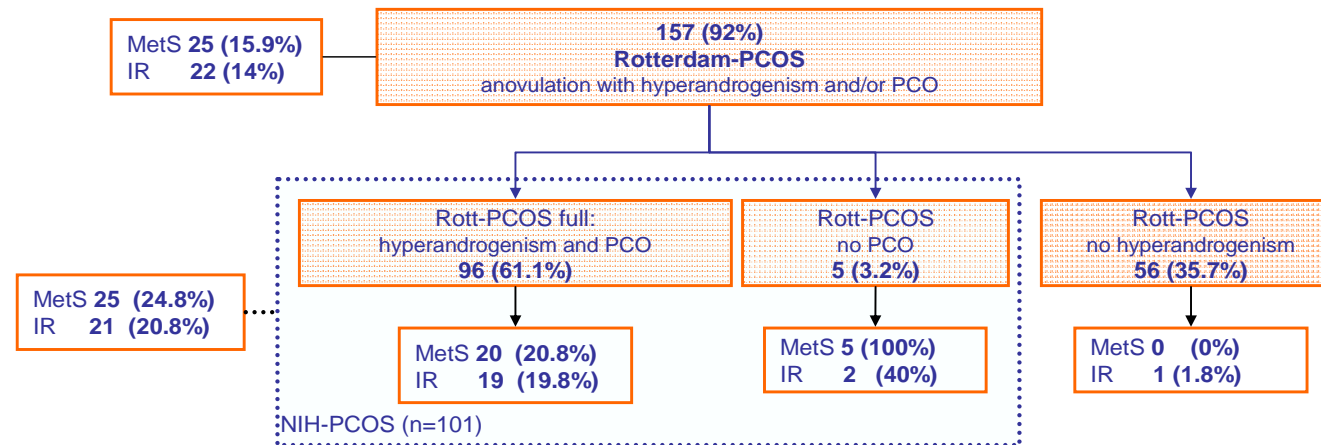 MetS 25 (15.9%)
IR 22 (14%)
157 (92%)
Rotterdam-PCOS
anovulation with hyperandrogenism and/or PCO
Rott-PCOS full:
hyperandrogenism and PCO
96 (61.1%)
Rott-PCOS
no PCO
5 (3.2%)
Rott-PCOS
no hyperandrogenism
56 (35.7%)
MetS 25 (24.8%)
IR 21 (20.8%)
MetS 20 (20.8%)
IR 19 (19.8%)
MetS 5 (100%)
IR 2 (40%)
MetS 0 (0%)
IR 1 (1.8%)
NIH-PCOS (n=101)